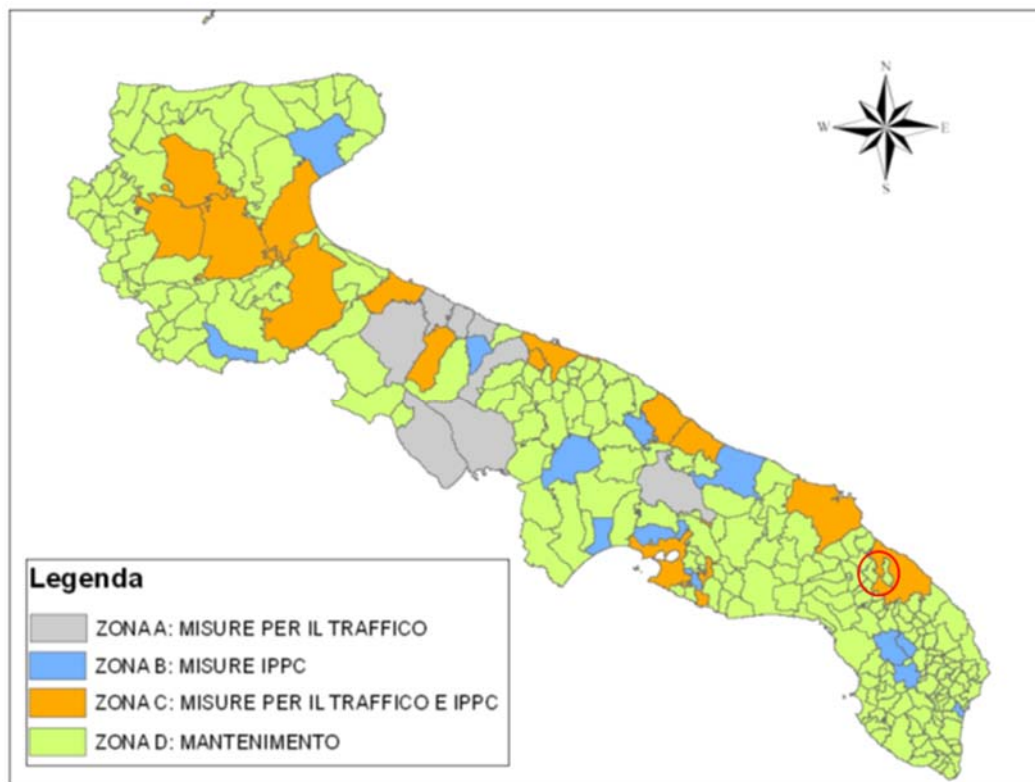 N
W
E
S
Legenda
ZONA A: MISURE PER IL TRAFFICO
ZONA B: MISURE IPPC
ZONA C: MISURE PER IL TRAFFICO E IPPC
ZONA D: MANTENIMENTO